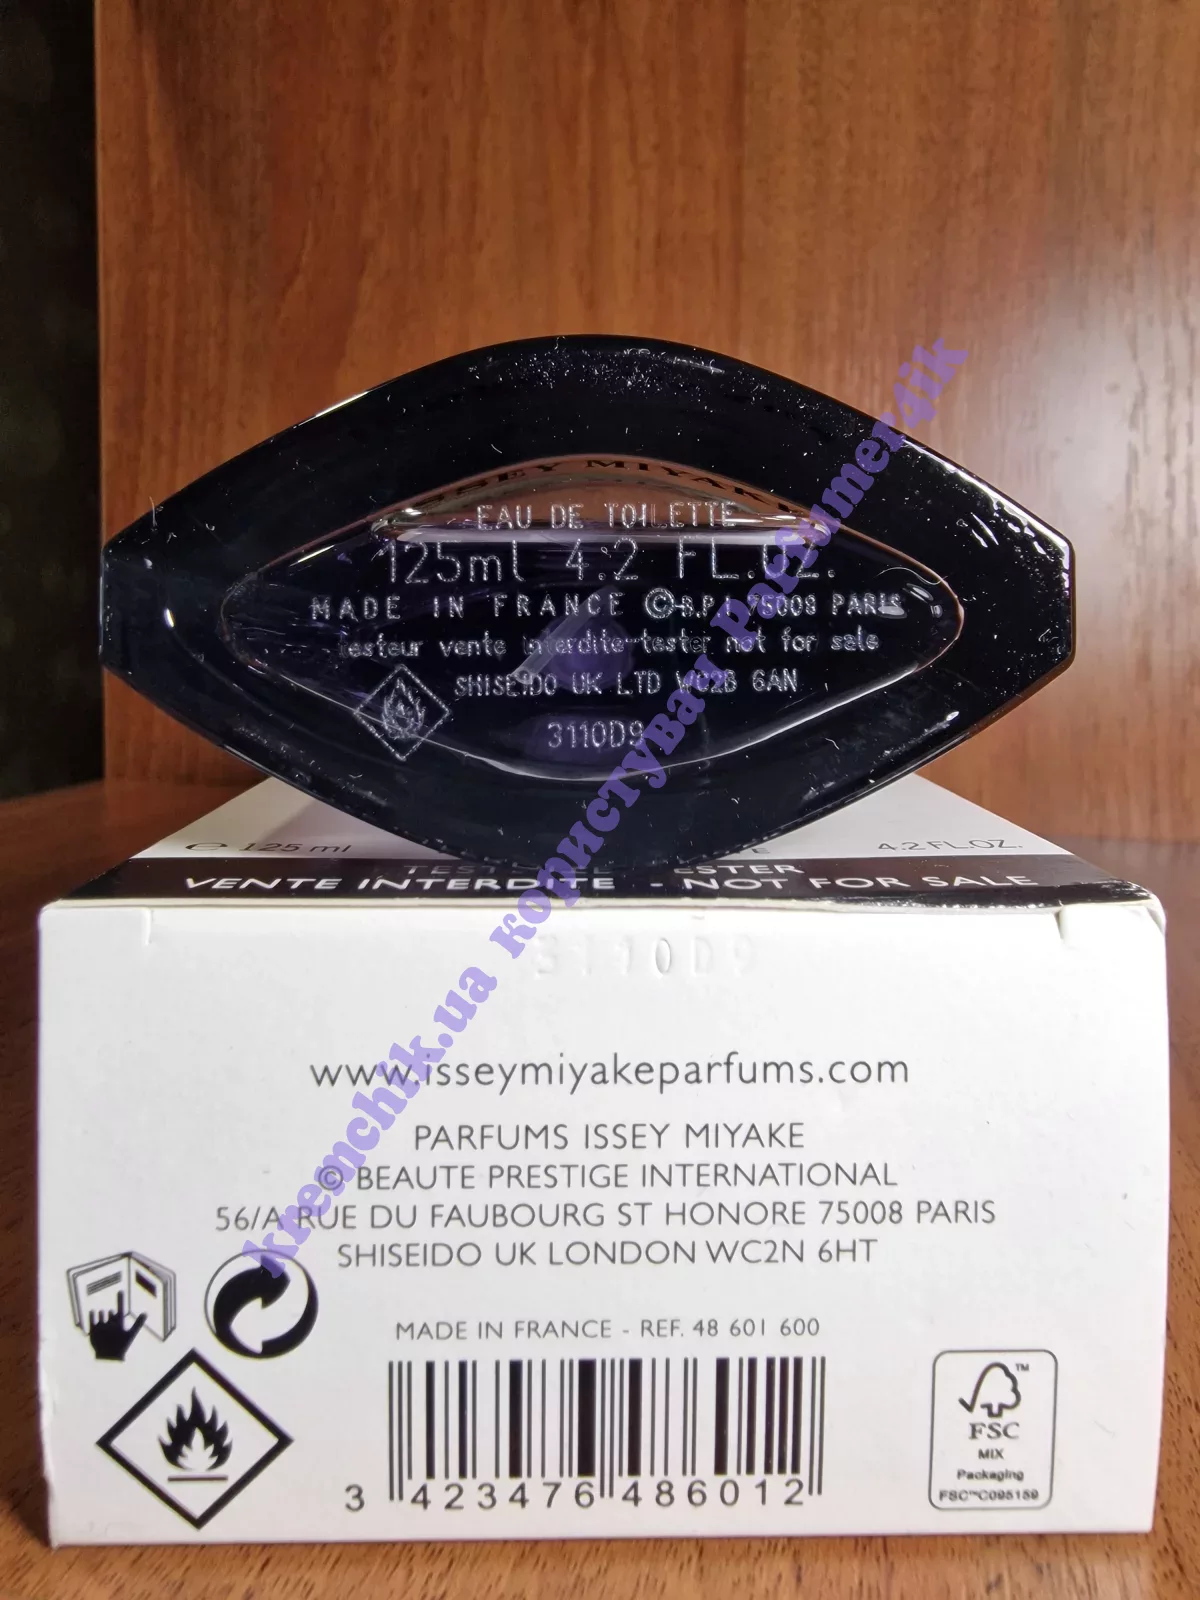 ISSEY MIYAKE
EAU DE TOILETTE
125ml 4.2 FL.OZ.
MADE IN FRANCE © B.P.I. 75008 PARIS
Testeur vente interdite-tester not for sale
SHISEIDO UK LTD WC2B 6AN
3110D9
e 125 ml
4.2 FL.OZ.
VENTE INTERDITE - NOT FOR SALE
3110D9
www.isseymiyakeparfums.com
PARFUMS ISSEY MIYAKE
© BEAUTE PRESTIGE INTERNATIONAL
56/A RUE DU FAUBOURG ST HONORE 75008 PARIS
SHISEIDO UK LONDON WC2N 6HT
MADE IN FRANCE - REF. 48 601 600
3 423476 486012
FSC
MIX
Packaging
FSC™C095159
kremchik.ua користувач Parfumer4ik